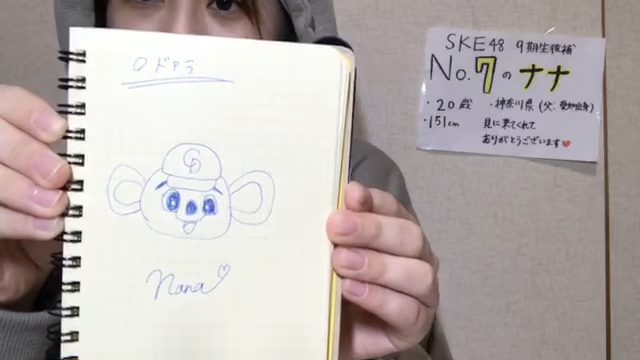 ○ドアラ
CD
Nana♡
SKE48 9期生候補
No.7のナナ
・20歳 ・神奈川県(父:愛知出身)
・151cm 見に来てくれて
ありがとうございます♥